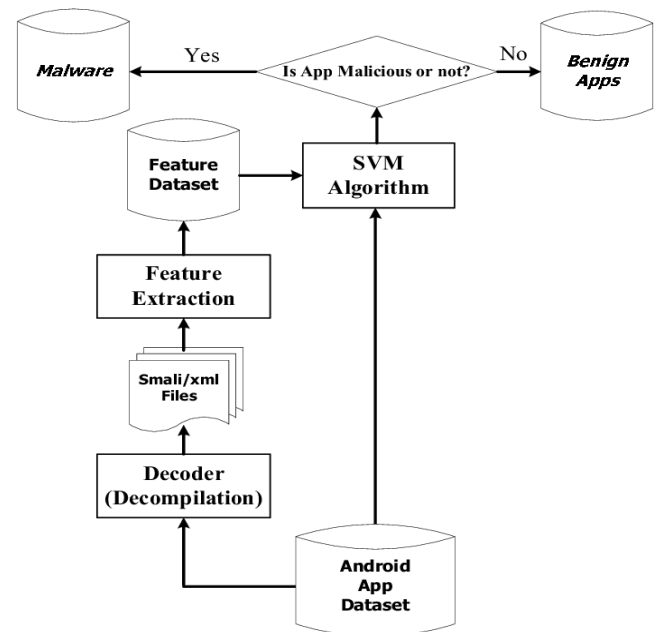 Malware
Yes
Is App Malicious or not?
No
Benign
Apps
Feature
Dataset
SVM
Algorithm
Feature
Extraction
Smali/xml
Files
Decoder
(Decompilation)
Android
App
Dataset